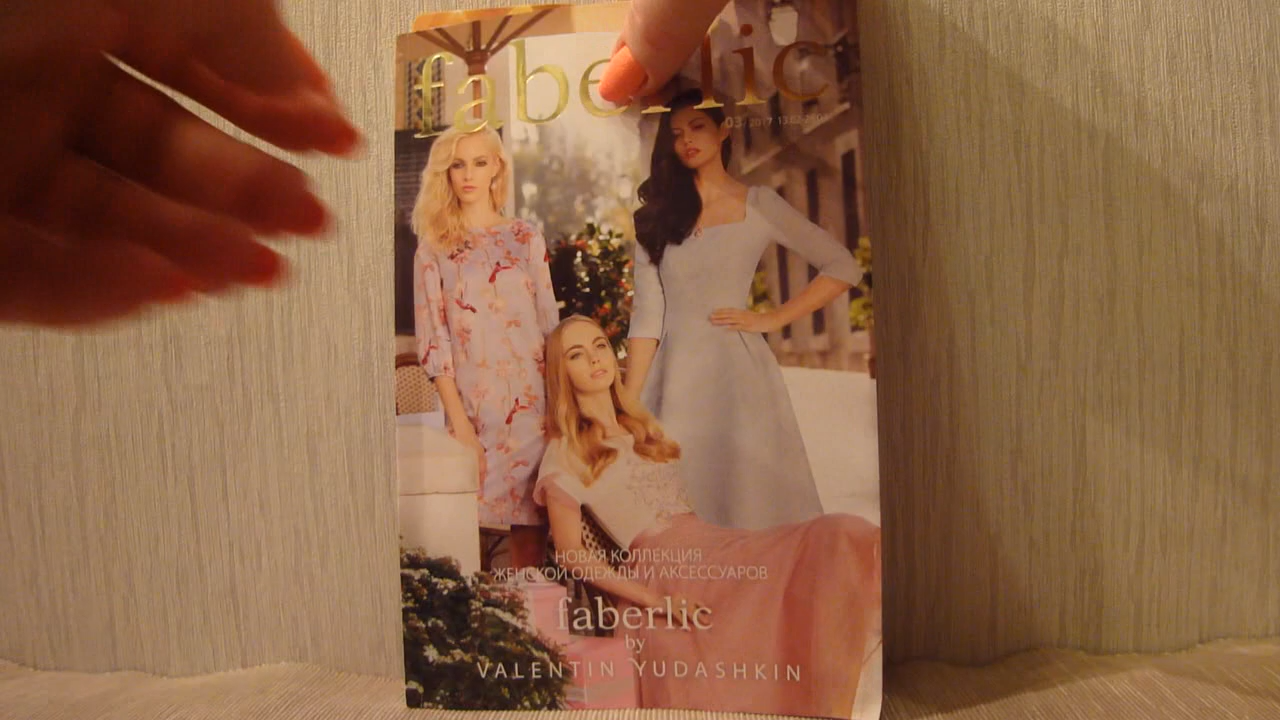 faberlic
03 2017
НОВАЯ КОЛЛЕКЦИЯ
ЖЕНСКОЙ ОДЕЖДЫ И АКСЕССУАРОВ
faberlic
by
VALENTIN YUDASHKIN